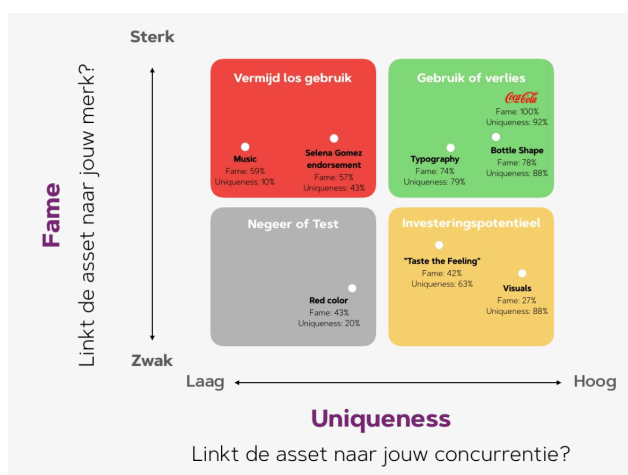 Sterk
Fame
Linkt de asset naar jouw merk?
Vermijd los gebruik
Music
Fame: 59%
Uniqueness: 10%
Selena Gomez
endorsement
Fame: 57%
Uniqueness: 43%
Gebruik of verlies
Coca-Cola
Fame: 100%
Uniqueness: 92%
Typography
Fame: 74%
Uniqueness: 79%
Bottle Shape
Fame: 78%
Uniqueness: 88%
Negeer of Test
Red color
Fame: 43%
Uniqueness: 20%
Investeringspotentieel
"Taste the Feeling"
Fame: 42%
Uniqueness: 63%
Visuals
Fame: 27%
Uniqueness: 88%
Zwak
Laag
Hoog
Uniqueness
Linkt de asset naar jouw concurrentie?